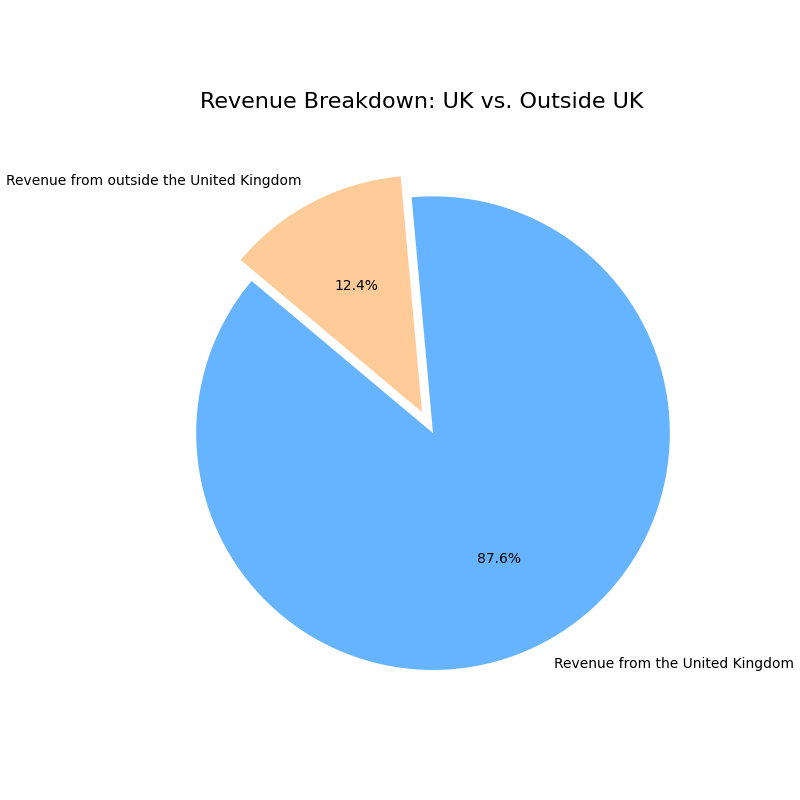 Revenue Breakdown: UK vs. Outside UK
Revenue from outside the United Kingdom
12.4%
87.6%
Revenue from the United Kingdom